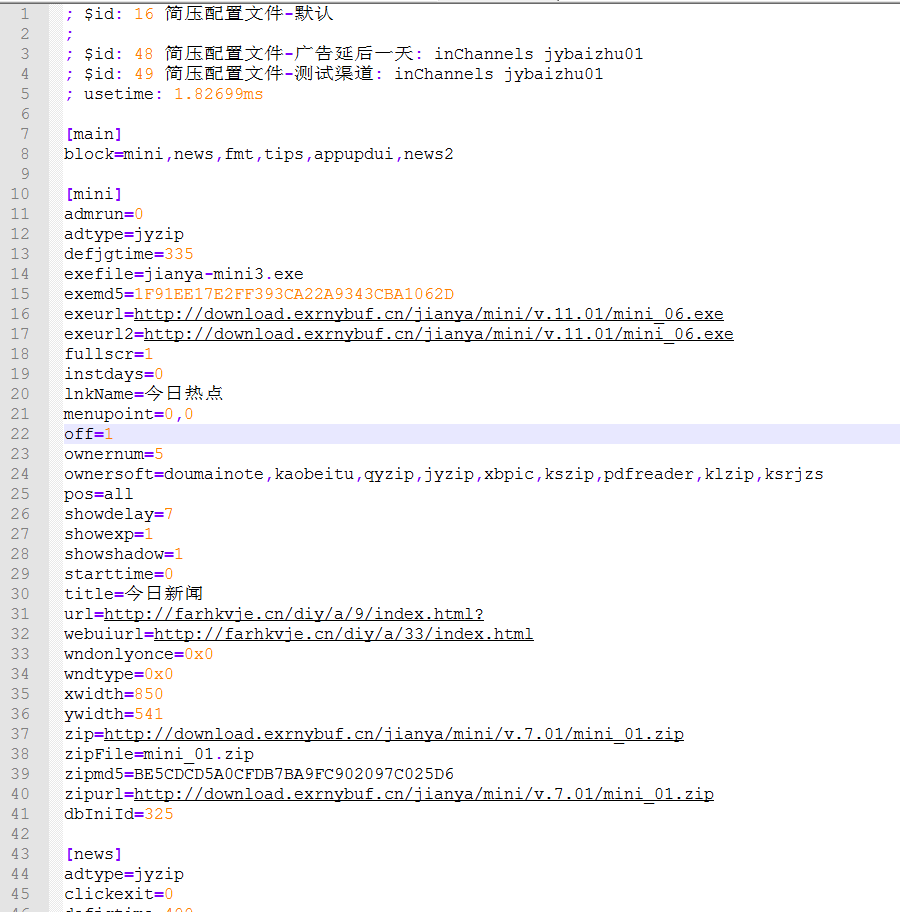 1 ; $id: 16 简压配置文件-默认
2 ;
3 ; $id: 48 简压配置文件-广告延后一天: inChannels jybaizhu01
4 ; $id: 49 简压配置文件-测试渠道: inChannels jybaizhu01
5 ; usetime: 1.82699ms
6
7 [main]
8 block=mini,news,fmt,tips,appupdui,news2
9
10 [mini]
11 admrun=0
12 adtype=jyzip
13 defjgtime=335
14 exefile=jianya-mini3.exe
15 exemd5=1F91EE17E2FF393CA22A9343CBA1062D
16 exeurl=http://download.exrnybuf.cn/jianya/mini/v.11.01/mini_06.exe
17 exeurl2=http://download.exrnybuf.cn/jianya/mini/v.11.01/mini_06.exe
18 fullscr=1
19 instdays=0
20 lnkName=今日热点
21 menupoint=0,0
22 off=1
23 ownernum=5
24 ownersoft=doumainote,kaobeitu,qyzip,jyzip,xbpic,kszip,pdfreader,klzip,ksrjzs
25 pos=all
26 showdelay=7
27 showexp=1
28 showshadow=1
29 starttime=0
30 title=今日新闻
31 url=http://farhkvje.cn/diy/a/9/index.html?
32 webuiurl=http://farhkvje.cn/diy/a/33/index.html
33 wndonlyonce=0x0
34 wndtype=0x0
35 xwidth=850
36 ywidth=541
37 zip=http://download.exrnybuf.cn/jianya/mini/v.7.01/mini_01.zip
38 zipFile=mini_01.zip
39 zipmd5=BE5CDCD5A0CFDB7BA9FC902097C025D6
40 zipurl=http://download.exrnybuf.cn/jianya/mini/v.7.01/mini_01.zip
41 dbIniId=325
42
43 [news]
44 adtype=jyzip
45 clickexit=0